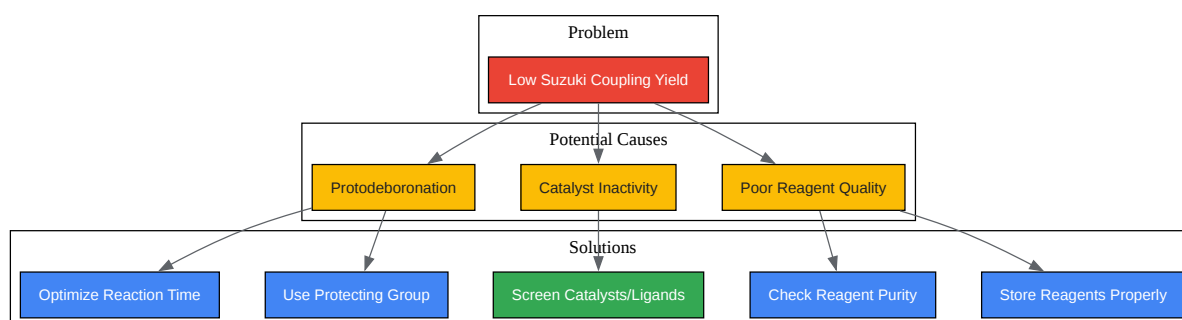 Problem
Low Suzuki Coupling Yield
Potential Causes
Protodeboronation
Catalyst Inactivity
Poor Reagent Quality
Solutions
Optimize Reaction Time
Use Protecting Group
Screen Catalysts/Ligands
Check Reagent Purity
Store Reagents Properly